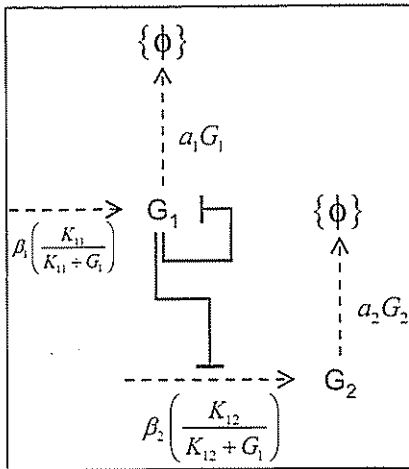 {ϕ}
a₁G₁
G₁
β₁(K₁₁/(K₁₁ + G₁))
{ϕ}
a₂G₂
G₂
β₂(K₁₂/(K₁₂ + G₁))